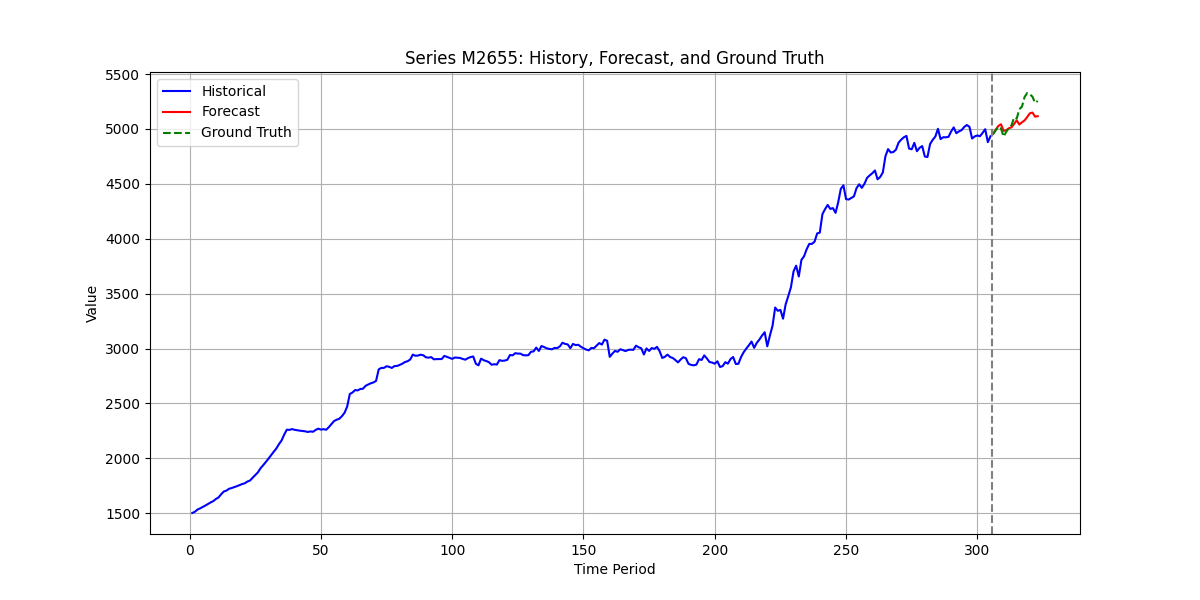 Series M2655: History, Forecast, and Ground Truth
Historical
Forecast
Ground Truth
5500
5000
4500
4000
3500
3000
2500
2000
1500
Value
0 50 100 150 200 250 300
Time Period